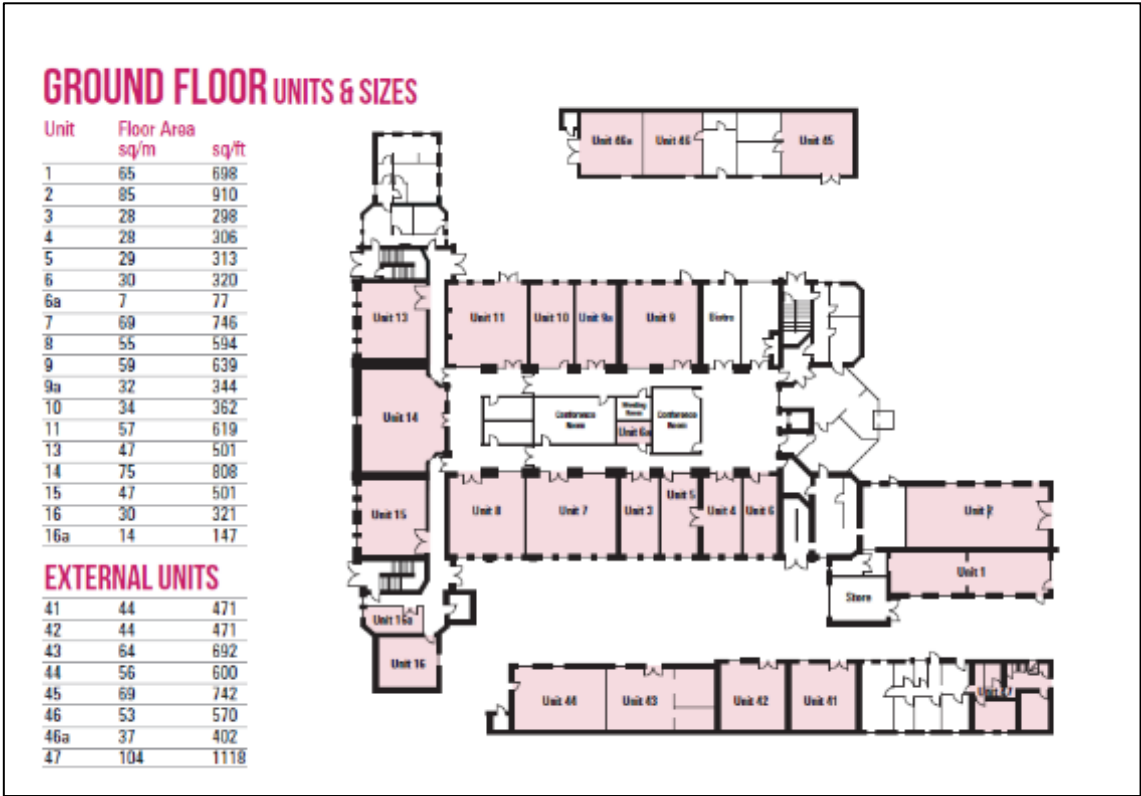 GROUND FLOOR UNITS & SIZES
Unit Floor Area
sq/m sq/ft
1 65 698
2 85 910
3 28 298
4 28 306
5 29 313
6 30 320
6a 7 77
7 69 746
8 55 594
9 59 639
9a 32 344
10 34 362
11 57 619
13 47 501
14 75 808
15 47 501
16 30 321
16a 14 147
EXTERNAL UNITS
41 44 471
42 44 471
43 64 692
44 56 600
45 69 742
46 53 570
46a 37 402
47 104 1118
Unit 46a
Unit 46
Unit 45
Unit 13
Unit 11
Unit 10
Unit 9a
Unit 9
Bistro
Unit 14
Conference
Room
Meeting
Room
Unit 6a
Conference
Room
Unit 15
Unit 8
Unit 7
Unit 3
Unit 5
Unit 4
Unit 6
Unit 2
Unit 1
Store
Unit 16a
Unit 16
Unit 44
Unit 43
Unit 42
Unit 41
Unit 47